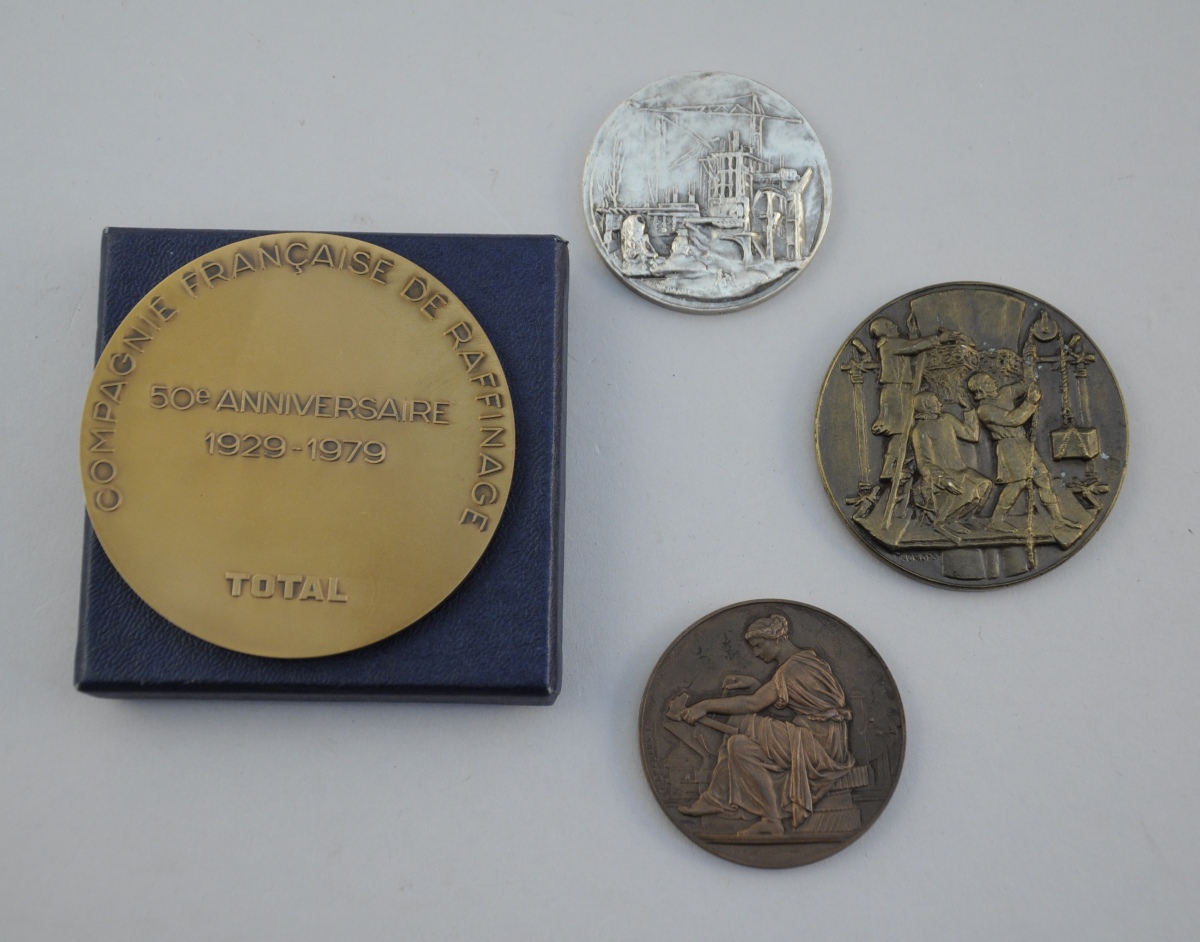 COMPAGNIE FRANÇAISE DE RAFFINAGE
50e ANNIVERSAIRE
1929-1979
TOTAL